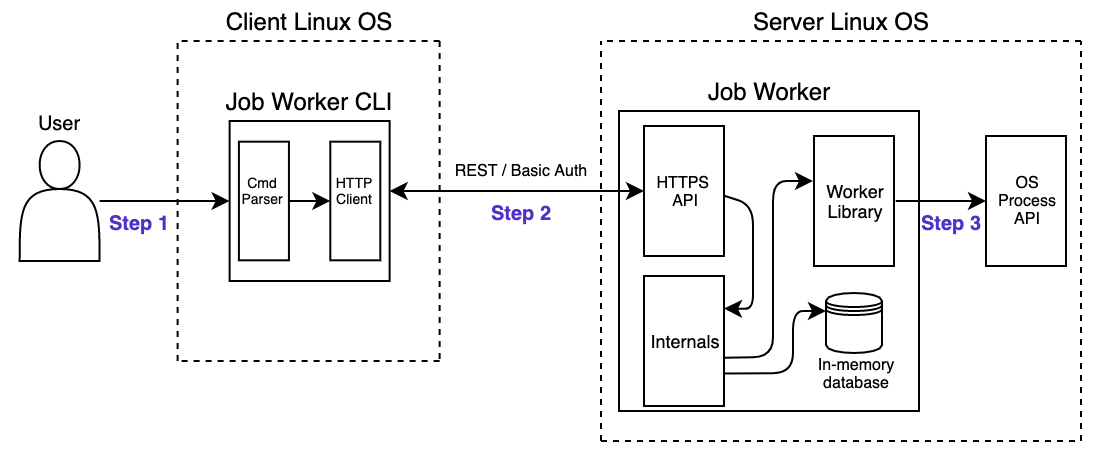 Client Linux OS
Server Linux OS
Job Worker CLI
Job Worker
User
Cmd
Parser
HTTP
Client
REST / Basic Auth
HTTPS
API
Worker
Library
OS
Process
API
Step 1
Step 2
Step 3
Internals
In-memory
database